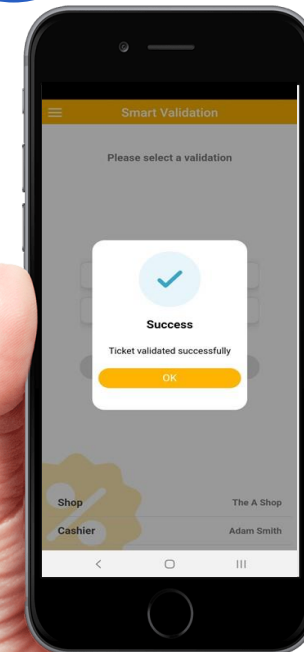 Smart Validation
Please select a validation
Success
Ticket validated successfully
OK
Shop The A Shop
Cashier Adam Smith